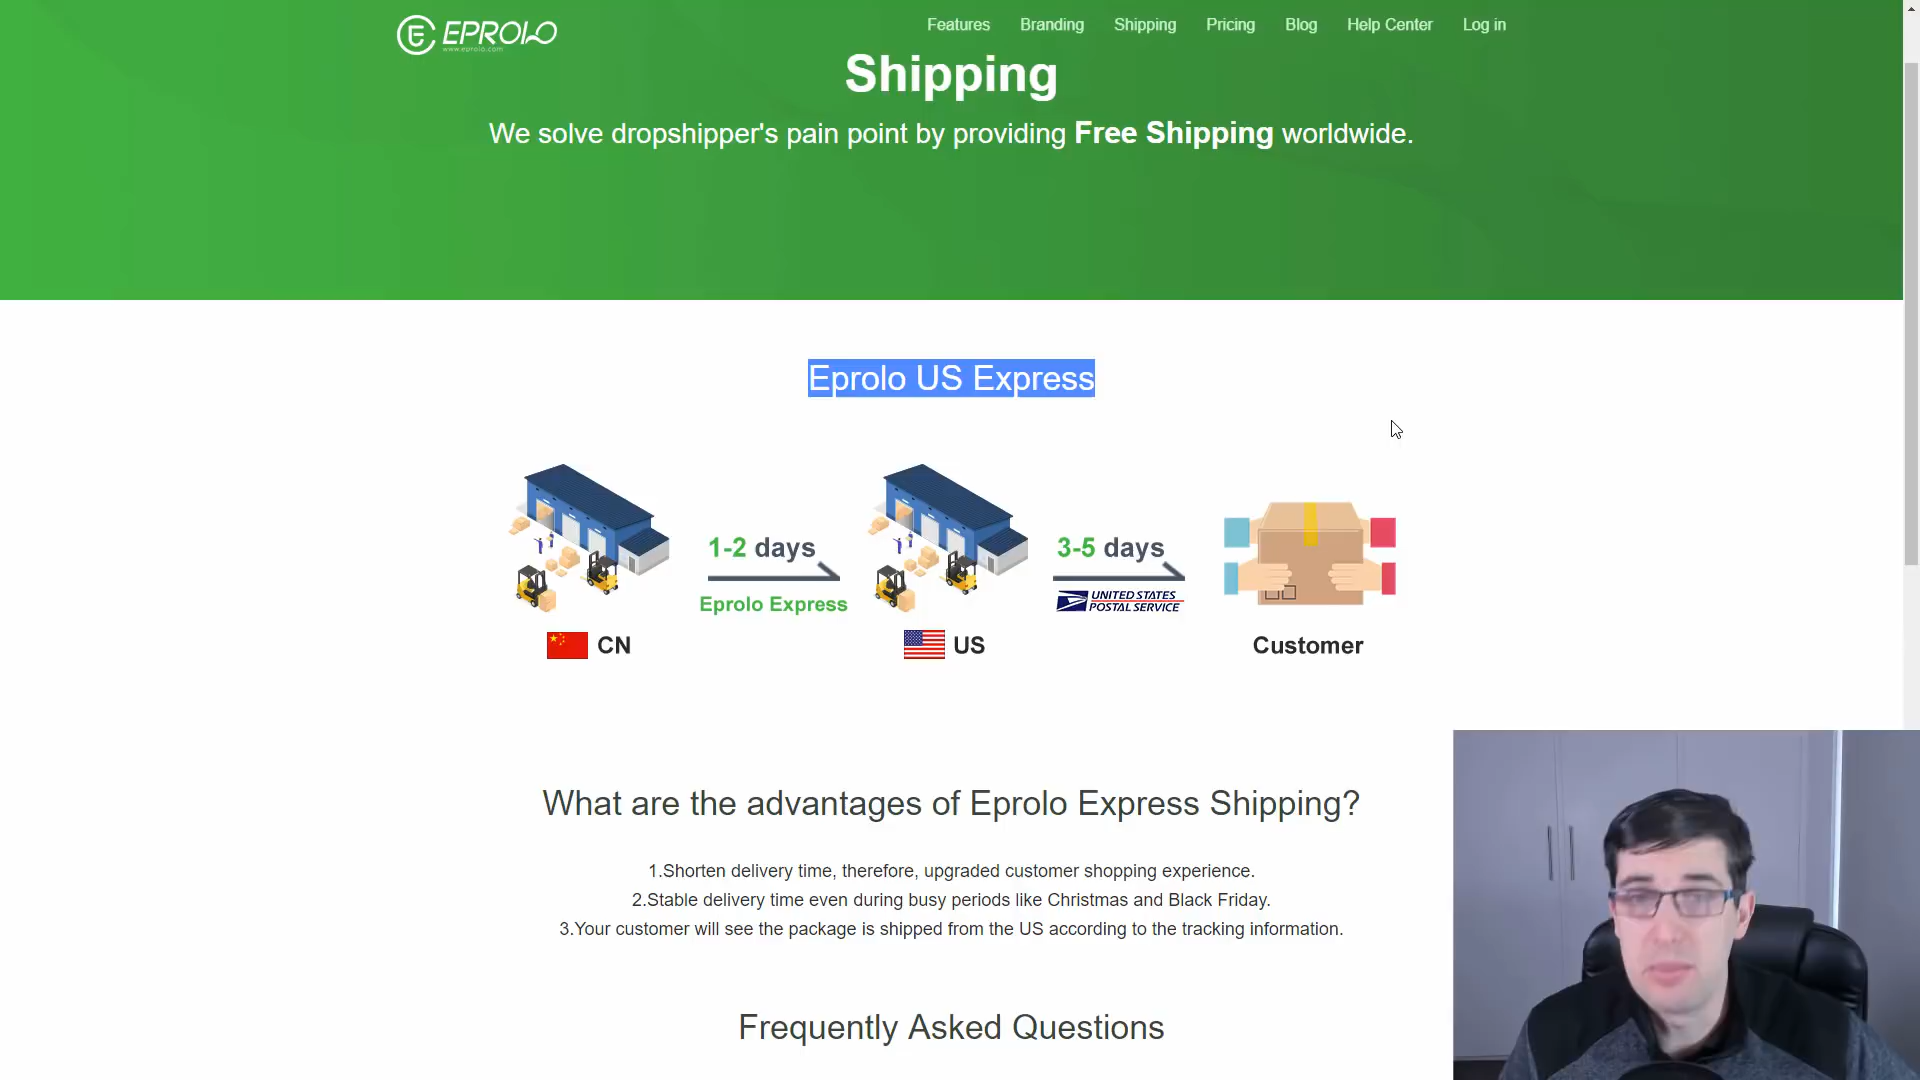 EPROLO
www.eprolo.com
Features Branding Shipping Pricing Blog Help Center Log in
Shipping
We solve dropshipper's pain point by providing Free Shipping worldwide.
Eprolo US Express
1-2 days
Eprolo Express
3-5 days
UNITED STATES
POSTAL SERVICE
CN
US
Customer
What are the advantages of Eprolo Express Shipping?
1.Shorten delivery time, therefore, upgraded customer shopping experience.
2.Stable delivery time even during busy periods like Christmas and Black Friday.
3.Your customer will see the package is shipped from the US according to the tracking information.
Frequently Asked Questions